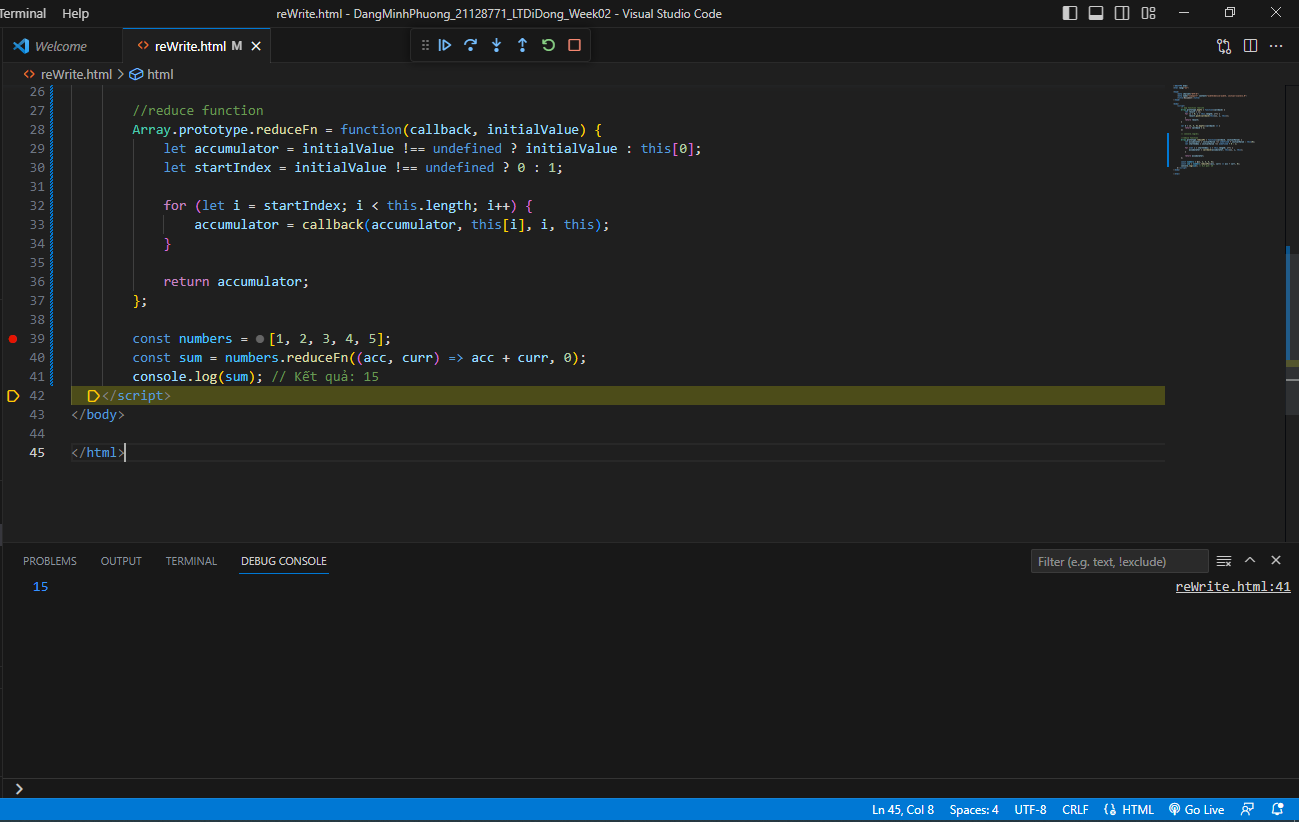 Terminal Help reWrite.html - DangMinhPhuong_21128771_LTDiDong_Week02 - Visual Studio Code
Welcome reWrite.html M
reWrite.html > html
26
27 //reduce function
28 Array.prototype.reduceFn = function(callback, initialValue) {
29 let accumulator = initialValue !== undefined ? initialValue : this[0];
30 let startIndex = initialValue !== undefined ? 0 : 1;
31
32 for (let i = startIndex; i < this.length; i++) {
33 accumulator = callback(accumulator, this[i], i, this);
34 }
35
36 return accumulator;
37 };
38
39 const numbers = [1, 2, 3, 4, 5];
40 const sum = numbers.reduceFn((acc, curr) => acc + curr, 0);
41 console.log(sum); // Kết quả: 15
42 </script>
43 </body>
44
45 </html>
PROBLEMS OUTPUT TERMINAL DEBUG CONSOLE Filter (e.g. text, !exclude)
15 reWrite.html:41
Ln 45, Col 8 Spaces: 4 UTF-8 CRLF HTML Go Live